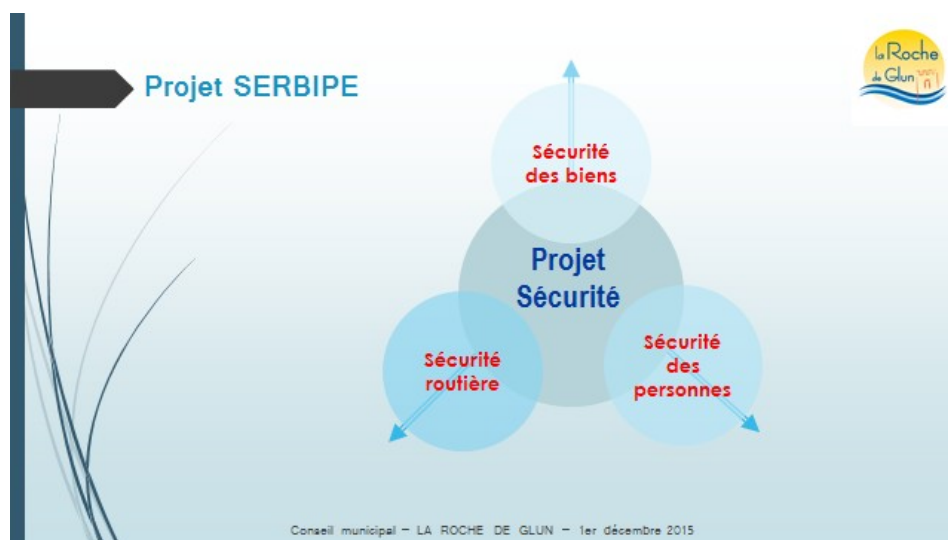 Projet SERBIPE
la Roche
de Glun
Sécurité
des biens
Projet
Sécurité
Sécurité
routière
Sécurité
des
personnes
Conseil municipal – LA ROCHE DE GLUN – 1er décembre 2015